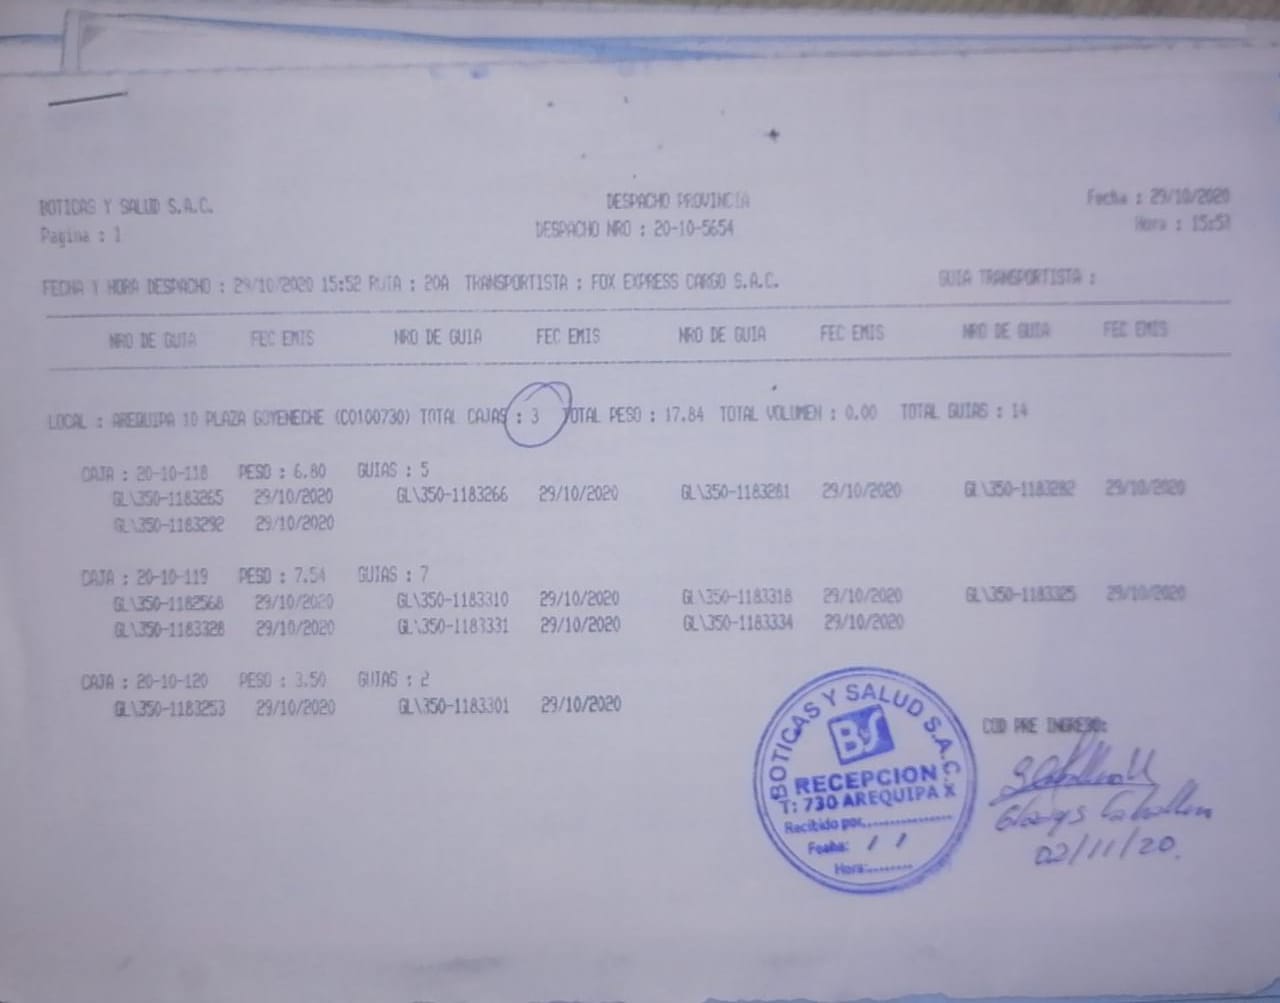 BOTICAS Y SALUD S.A.C. DESPACHO PROVINCIA Fecha : 29/10/2020
Pagina : 1 DESPACHO NRO : 20-10-5654 Hora : 15:53
FECHA Y HORA DESPACHO : 29/10/2020 15:52 RUTA : 20A TRANSPORTISTA : FOX EXPRESS CARGO S.A.C. GUIA TRANSPORTISTA :
NRO DE GUIA FEC EMIS NRO DE GUIA FEC EMIS NRO DE GUIA FEC EMIS NRO DE GUIA FEC EMIS
LOCAL : AREQUIPA 10 PLAZA GOYENECHE (CO100730) TOTAL CAJAS : 3 TOTAL PESO : 17.84 TOTAL VOLUMEN : 0.00 TOTAL GUIAS : 14
CAJA : 20-10-118 PESO : 6.80 GUIAS : 5
GL\350-1183265 29/10/2020 GL\350-1183266 29/10/2020 GL\350-1183281 29/10/2020 GL\350-1183282 29/10/2020
GL\350-1183292 29/10/2020
CAJA : 20-10-119 PESO : 7.54 GUIAS : 7
GL\350-1182568 29/10/2020 GL\350-1183310 29/10/2020 GL\350-1183318 29/10/2020 GL\350-1183325 29/10/2020
GL\350-1183328 29/10/2020 GL\350-1183331 29/10/2020 GL\350-1183334 29/10/2020
CAJA : 20-10-120 PESO : 3.50 GUIAS : 2
GL\350-1183253 29/10/2020 GL\350-1183301 29/10/2020
BOTICAS Y SALUD S.A.C.
BS
RECEPCION
T: 730 AREQUIPA X
Recibido por:................
Fecha: / /
Hora:.........
COD PRE INGRESO:
Gladys Caballero
02/11/20.